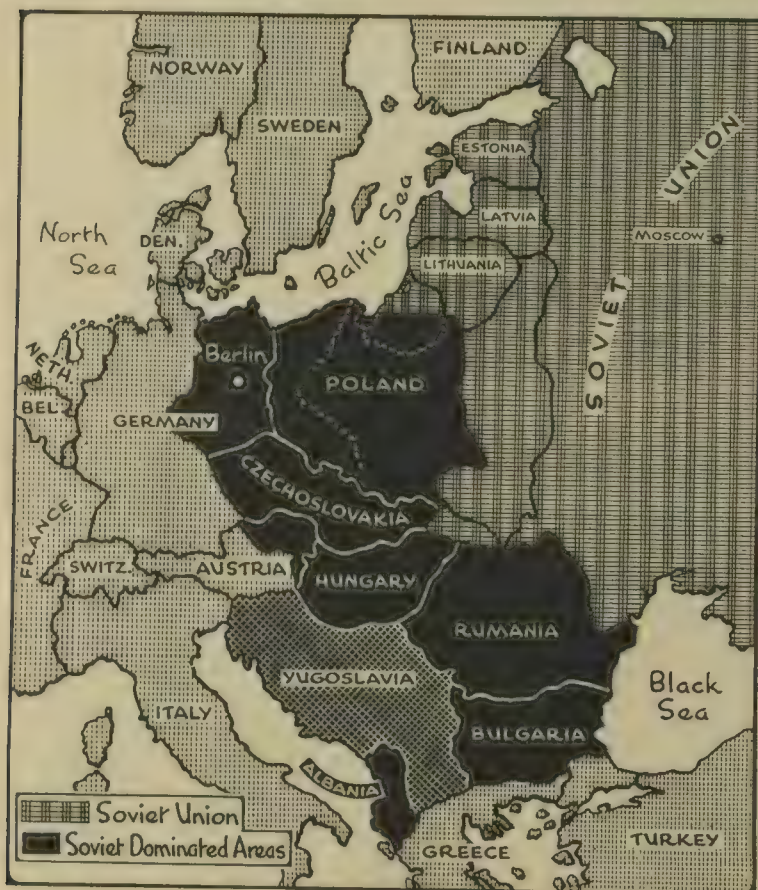 NORWAY
FINLAND
SWEDEN
ESTONIA
UNION
North
Sea
DEN.
Baltic Sea
LATVIA
MOSCOW
LITHUANIA
NETH.
Berlin
BEL.
POLAND
SOVIET
GERMANY
CZECHOSLOVAKIA
FRANCE
SWITZ.
AUSTRIA
HUNGARY
RUMANIA
YUGOSLAVIA
Black
Sea
ITALY
BULGARIA
ALBANIA
Soviet Union
Soviet Dominated Areas
GREECE
TURKEY